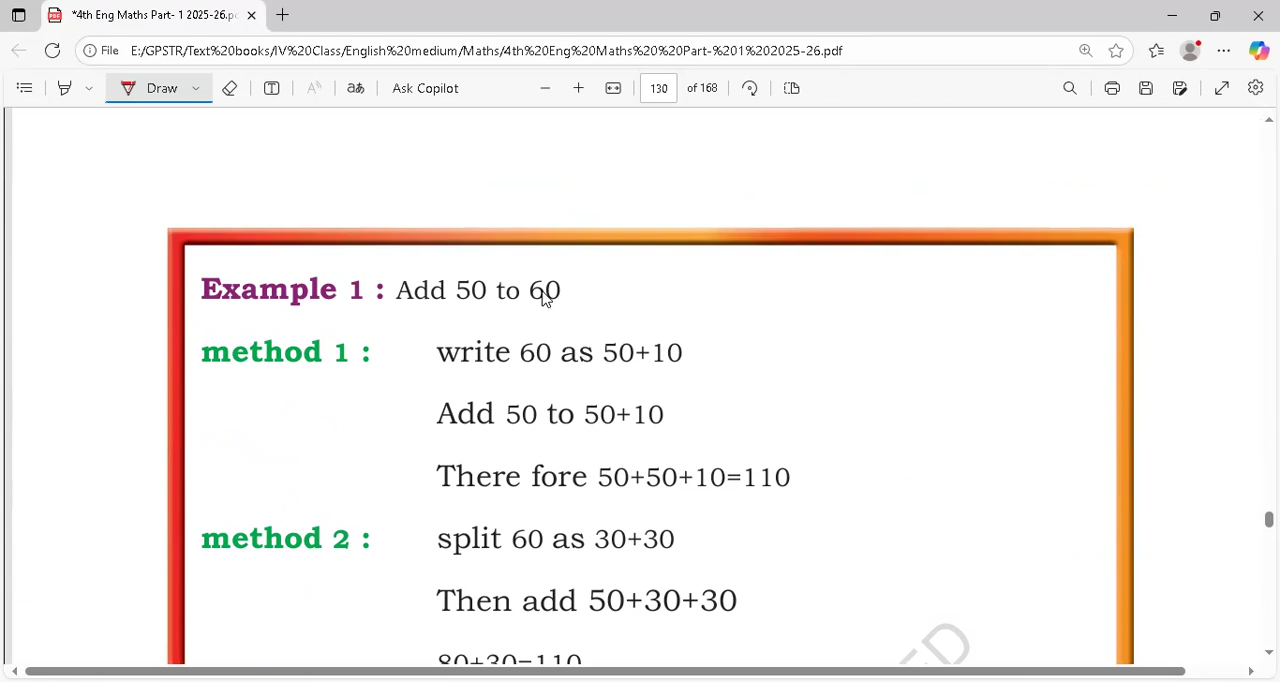 *4th Eng Maths Part- 1 2025-26.p
File E:/GPSTR/Text%20books/IV%20Class/English%20medium/Maths/4th%20Eng%20Maths%20%20Part-%201%202025-26.pdf
Draw Ask Copilot 130 of 168
Example 1 : Add 50 to 60
method 1 : write 60 as 50+10
Add 50 to 50+10
There fore 50+50+10=110
method 2 : split 60 as 30+30
Then add 50+30+30
80+30=110